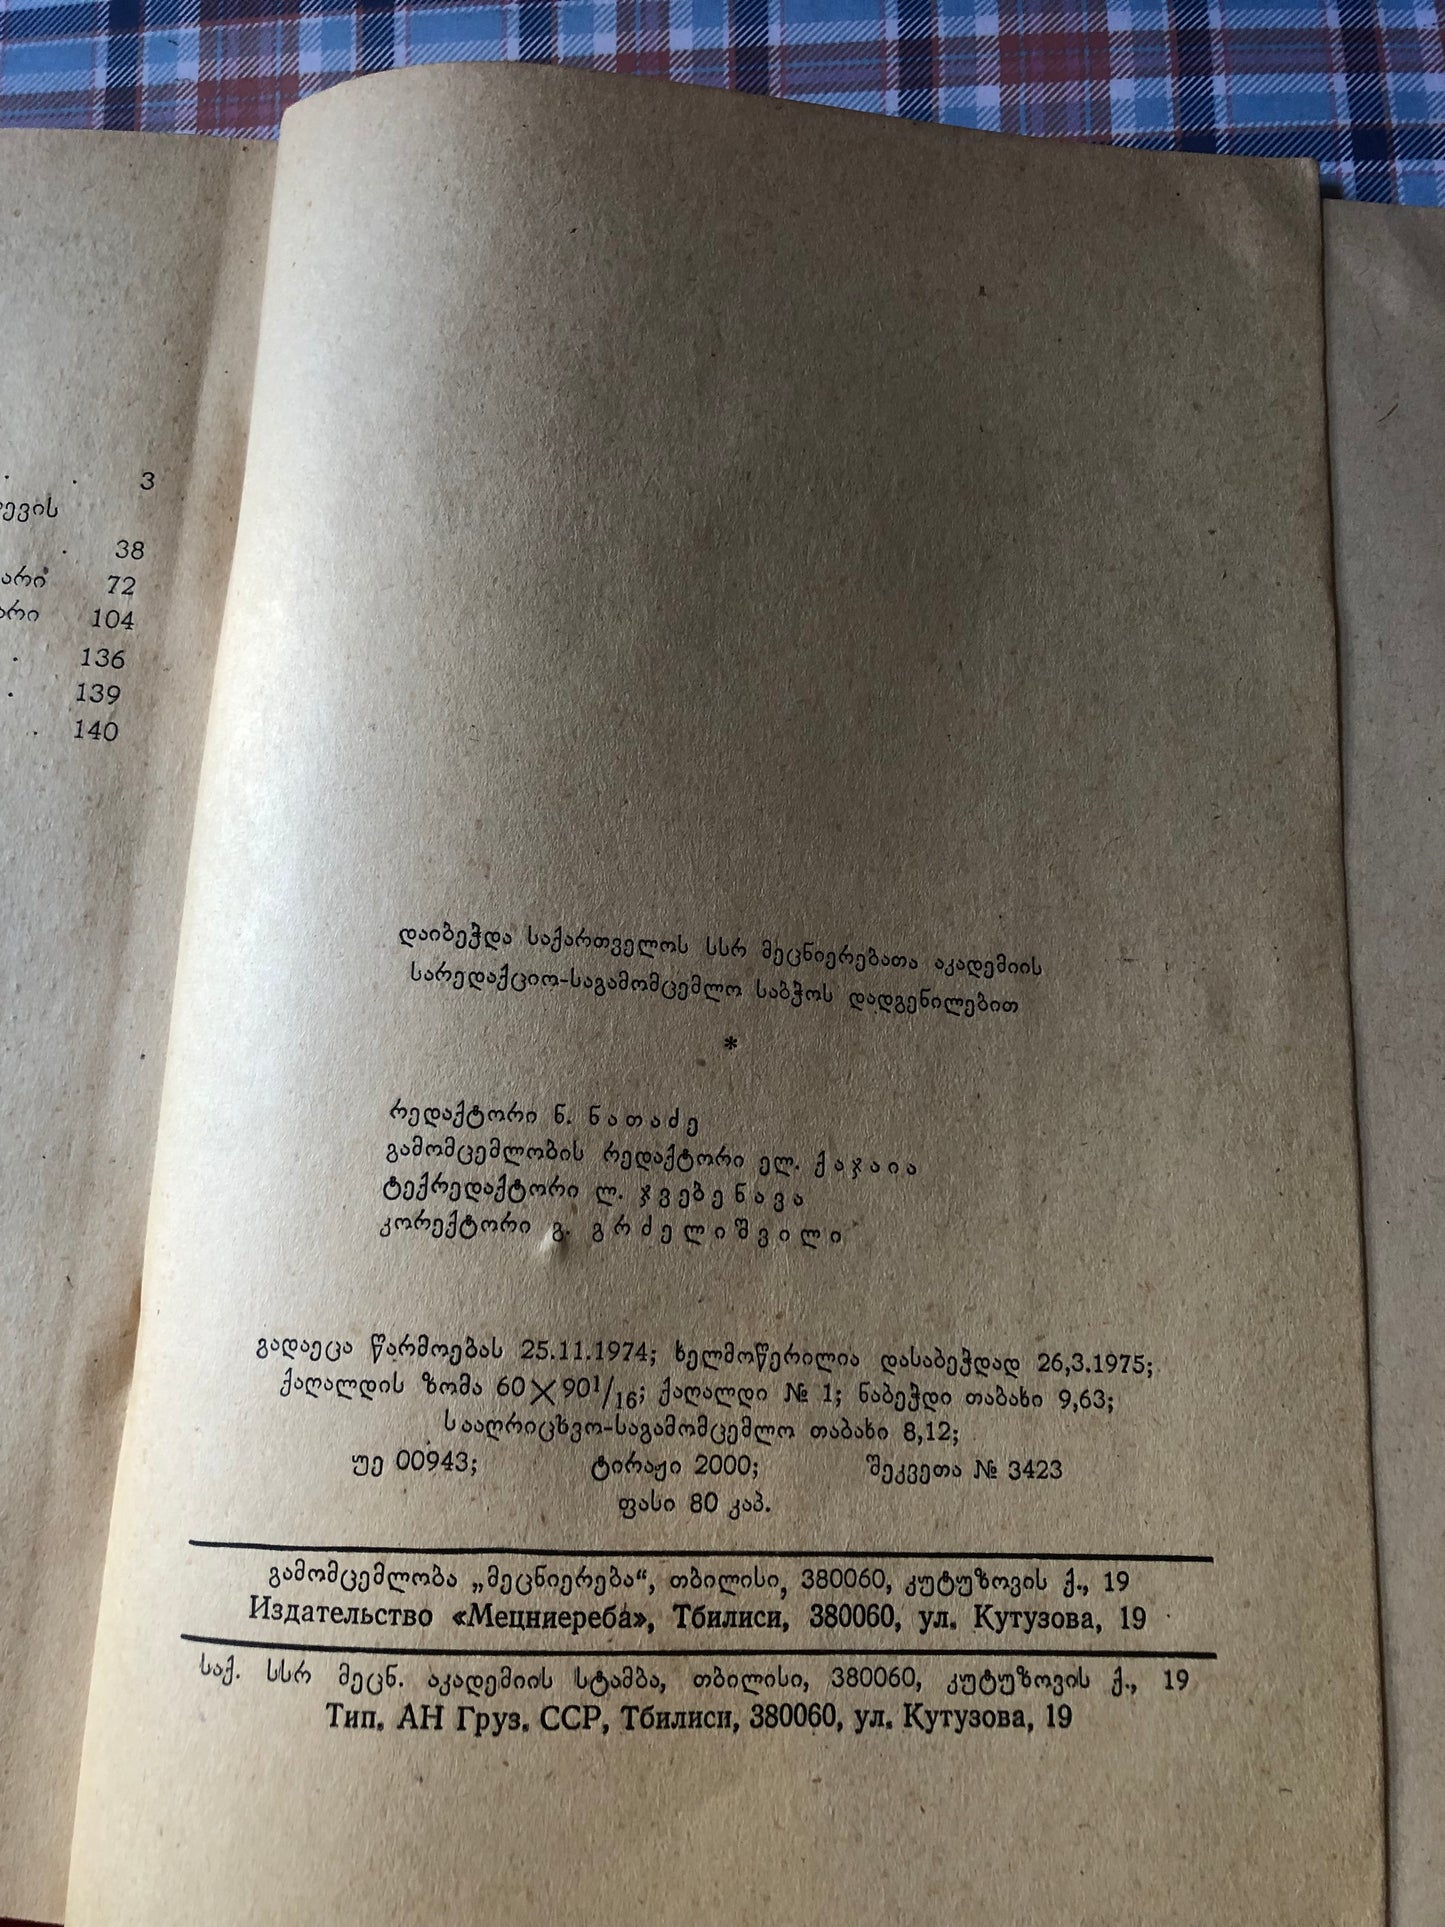 3
38
72
104
136
139
140
დაიბეჭდა საქართველოს სსრ მეცნიერებათა აკადემიის
სარედაქციო-საგამომცემლო საბჭოს დადგენილებით
*
რედაქტორი ნ. ნათაძე
გამომცემლობის რედაქტორი ელ. ქაჯაია
ტექრედაქტორი ლ. ჯვებენავა
კორექტორი გ. გრძელიშვილი
გადაეცა წარმოებას 25.11.1974; ხელმოწერილია დასაბეჭდად 26,3.1975;
ქაღალდის ზომა 60×90¹/₁₆; ქაღალდი № 1; ნაბეჭდი თაბახი 9,63;
სააღრიცხვო-საგამომცემლო თაბახი 8,12;
უე 00943; ტირაჟი 2000; შეკვეთა № 3423
ფასი 80 კაპ.
გამომცემლობა „მეცნიერება“, თბილისი, 380060, კუტუზოვის ქ., 19
Издательство «Мецниереба», Тбилиси, 380060, ул. Кутузова, 19
საქ. სსრ მეცნ. აკადემიის სტამბა, თბილისი, 380060, კუტუზოვის ქ., 19
Тип. АН Груз. ССР, Тбилиси, 380060, ул. Кутузова, 19